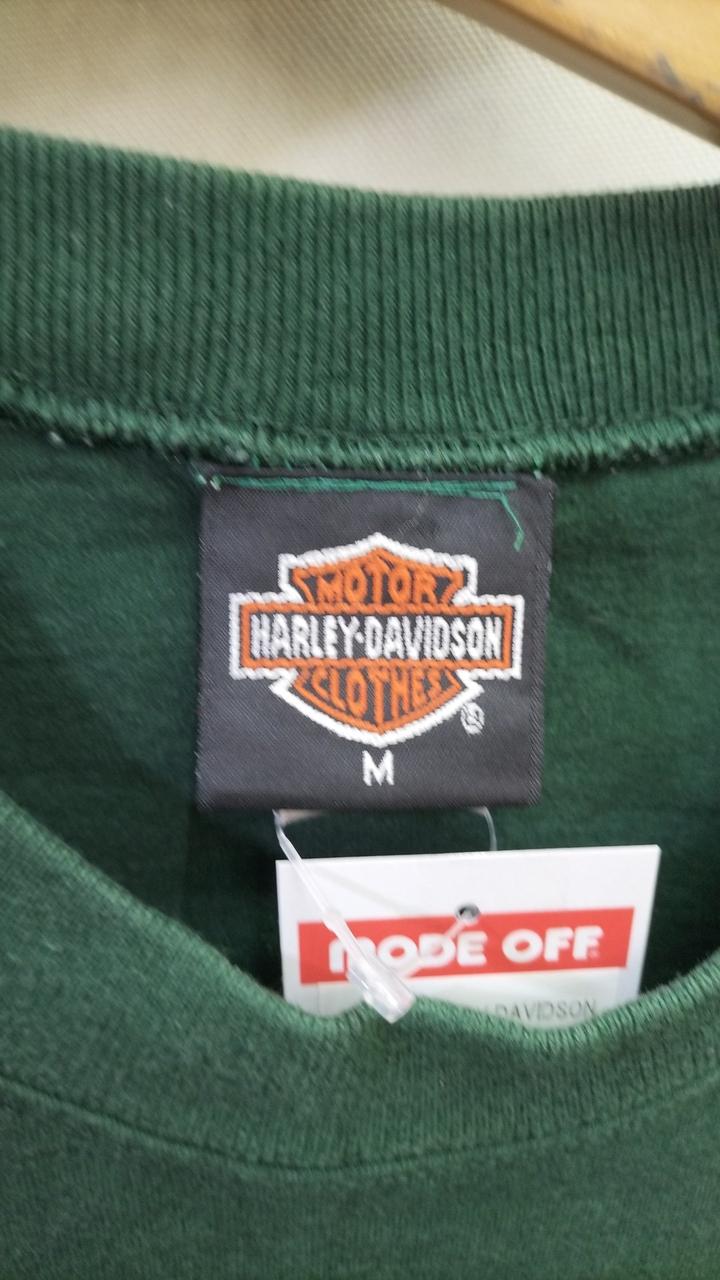 MOTOR
HARLEY-DAVIDSON
CLOTHES
®
M
MODE OFF
DAVIDSON